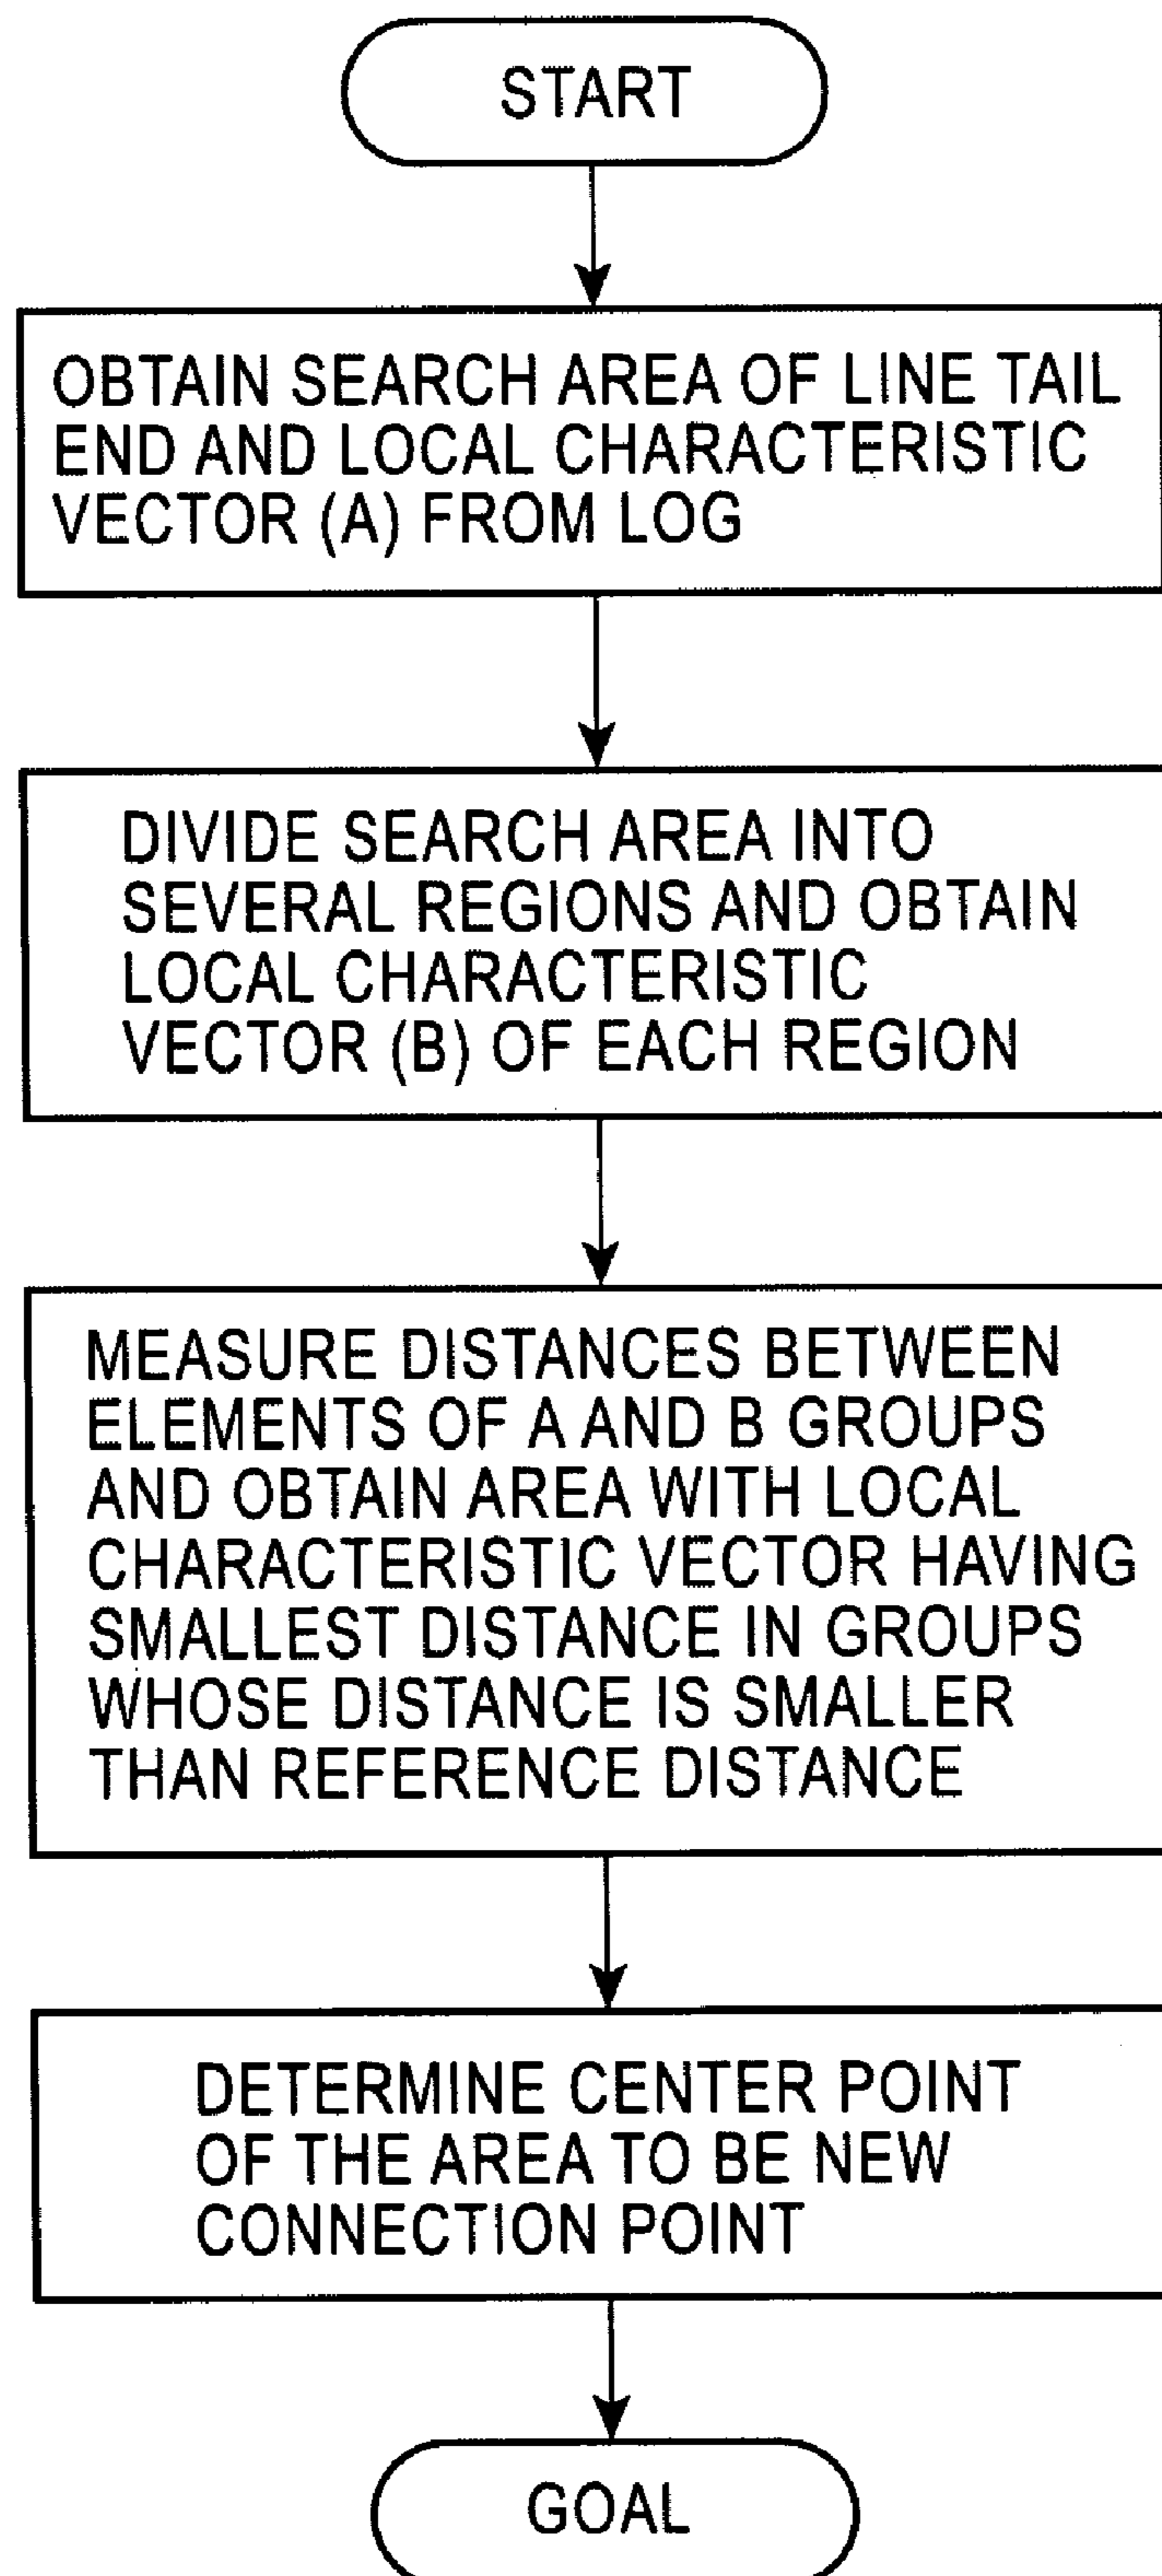 START
OBTAIN SEARCH AREA OF LINE TAIL
END AND LOCAL CHARACTERISTIC
VECTOR (A) FROM LOG
DIVIDE SEARCH AREA INTO
SEVERAL REGIONS AND OBTAIN
LOCAL CHARACTERISTIC
VECTOR (B) OF EACH REGION
MEASURE DISTANCES BETWEEN
ELEMENTS OF A AND B GROUPS
AND OBTAIN AREA WITH LOCAL
CHARACTERISTIC VECTOR HAVING
SMALLEST DISTANCE IN GROUPS
WHOSE DISTANCE IS SMALLER
THAN REFERENCE DISTANCE
DETERMINE CENTER POINT
OF THE AREA TO BE NEW
CONNECTION POINT
GOAL